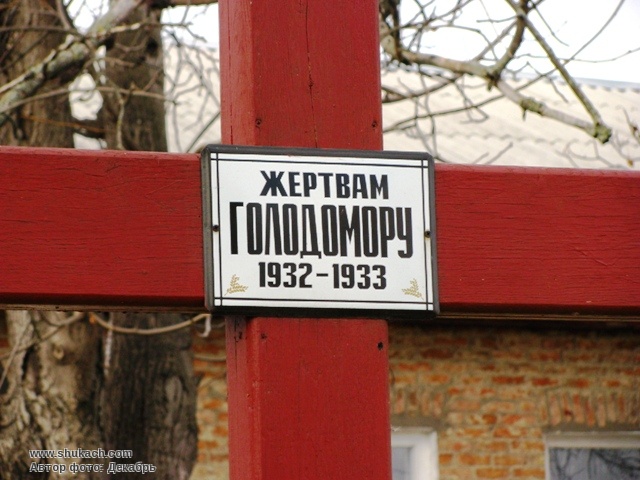 ЖЕРТВАМ
ГОЛОДОМОРУ
1932-1933
www.shukach.com
Автор фото: Декабрь